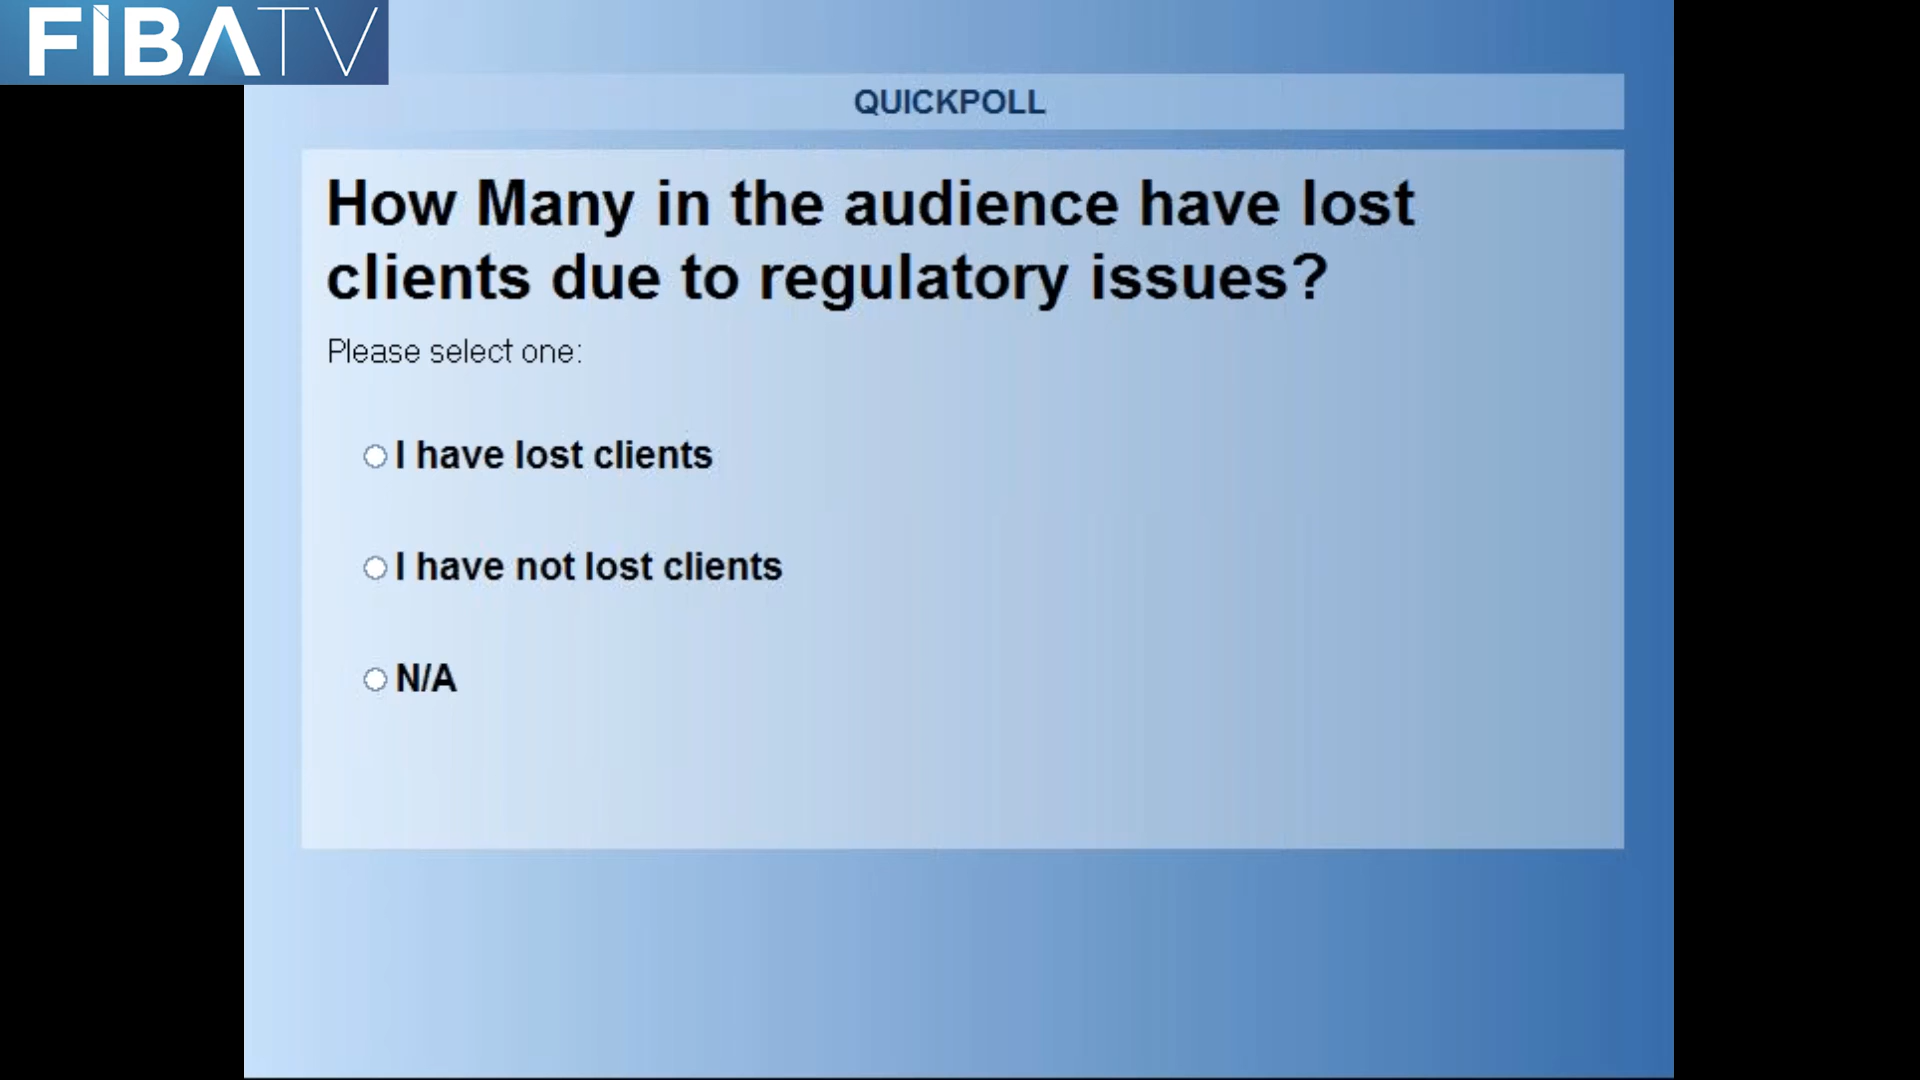 FIBATV
QUICKPOLL
How Many in the audience have lost
clients due to regulatory issues?
Please select one:
I have lost clients
I have not lost clients
N/A